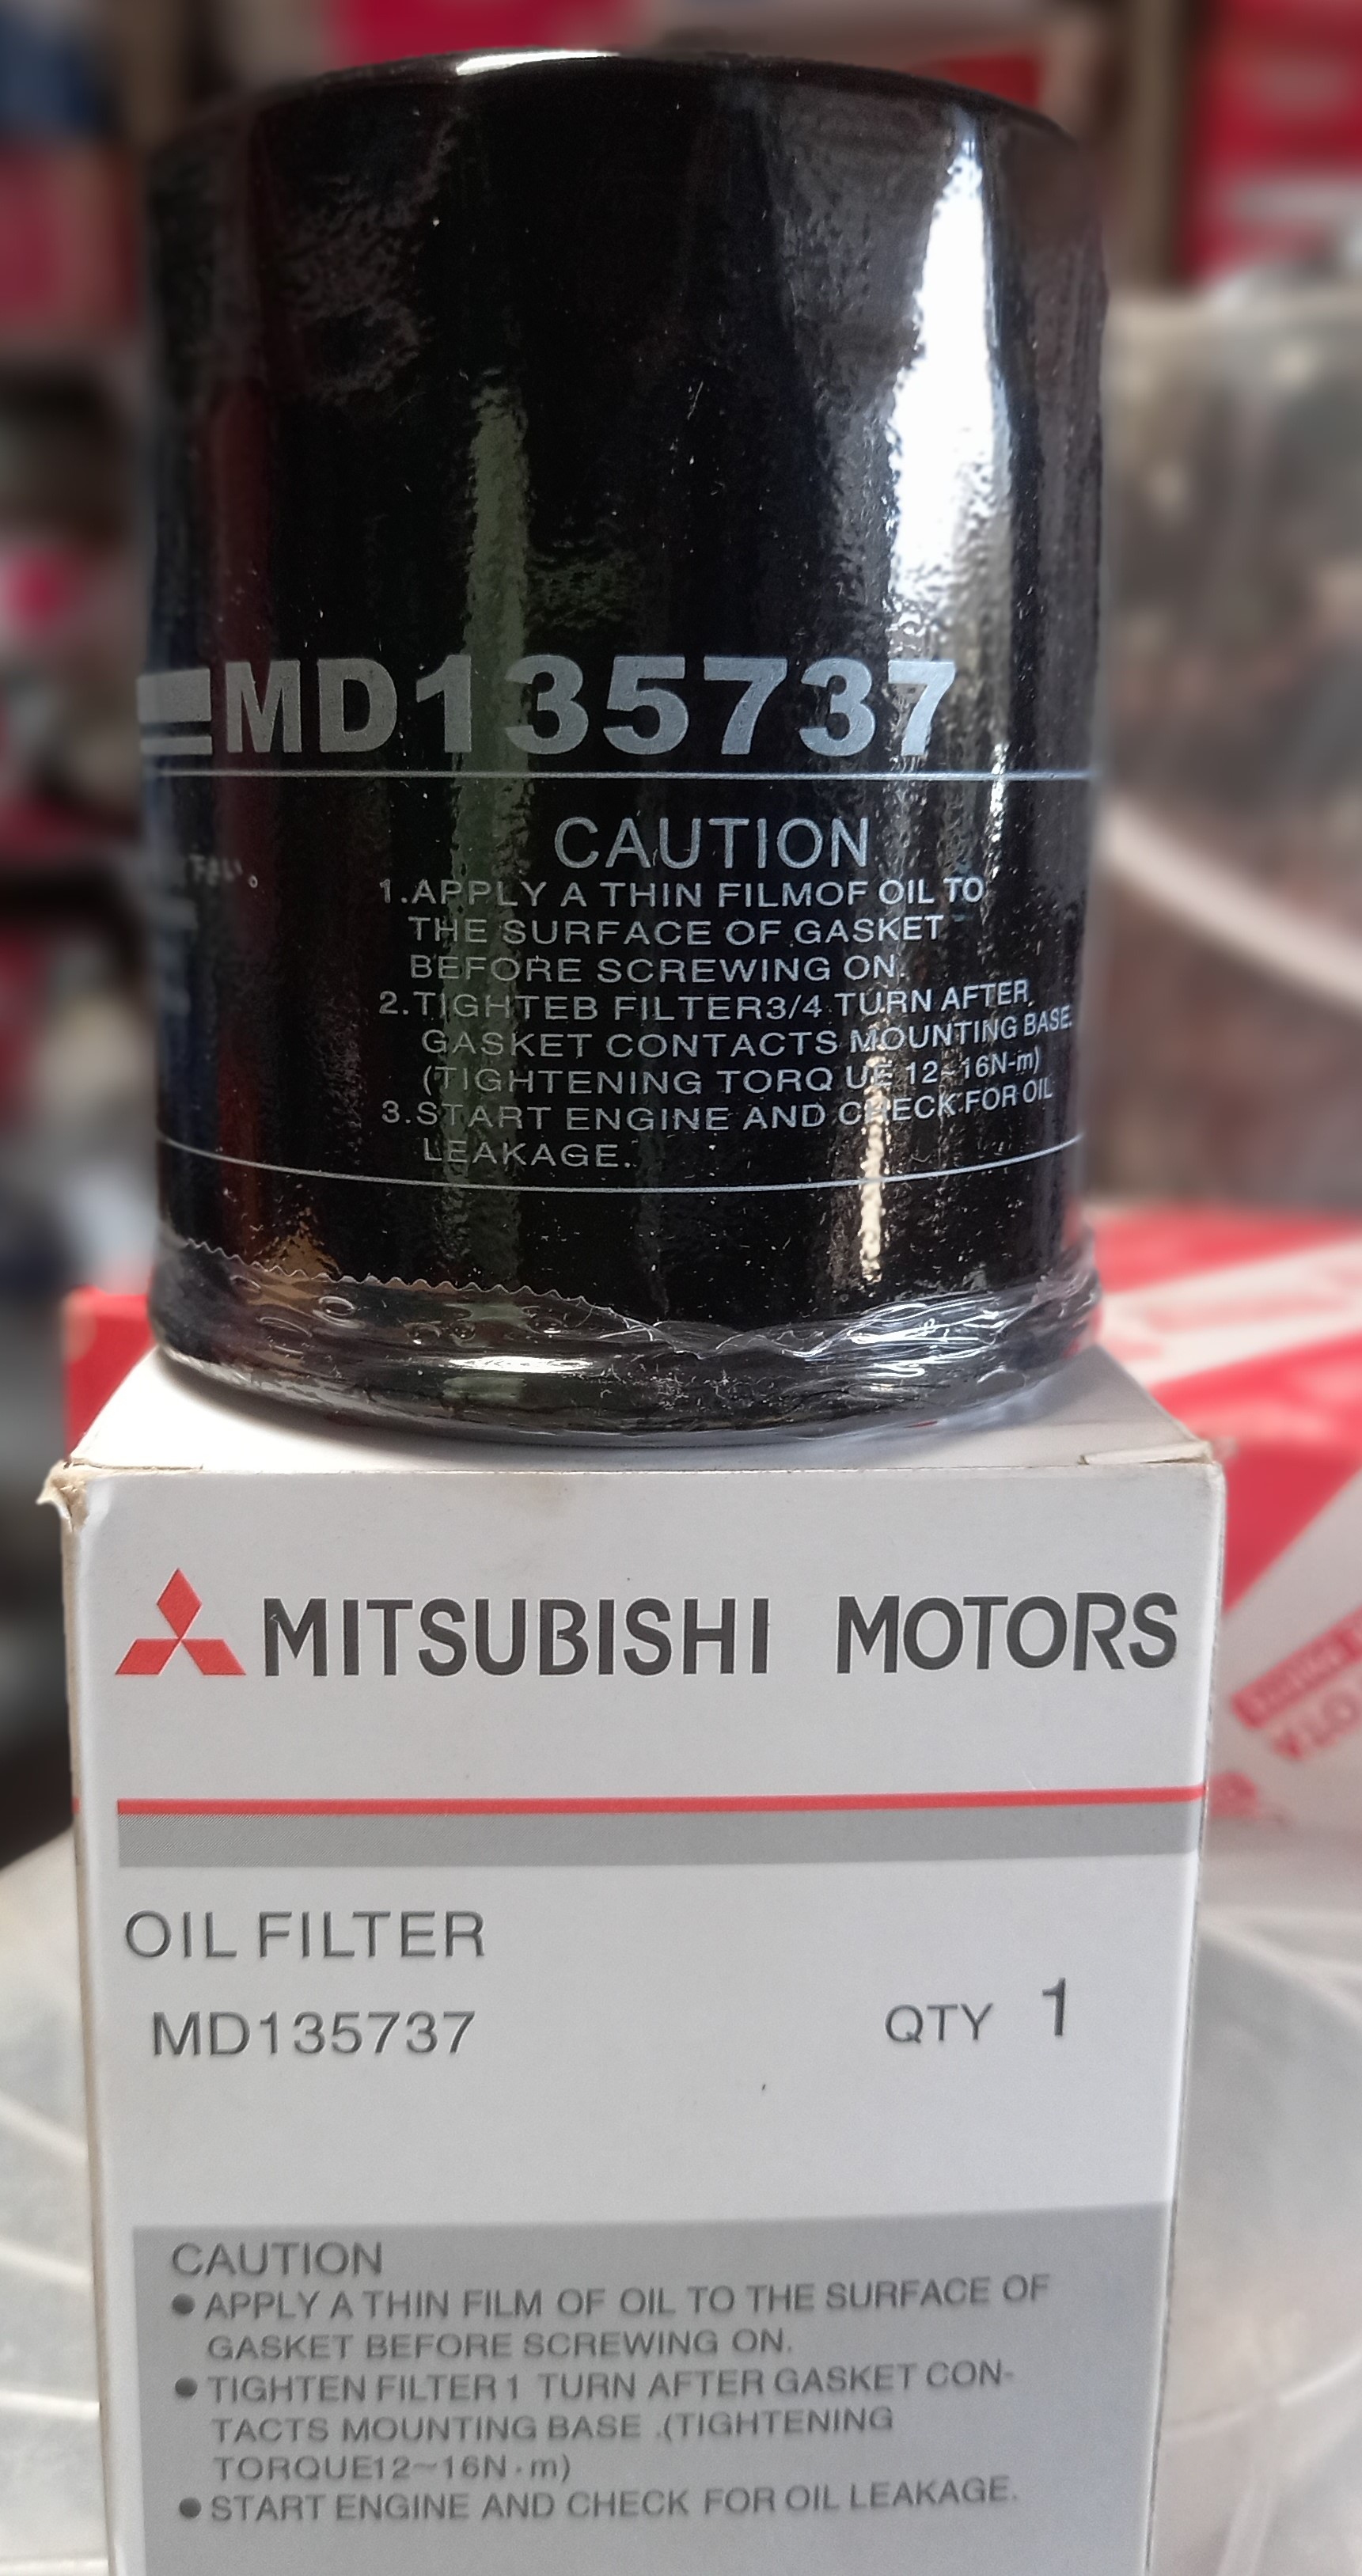 MD135737
CAUTION
1.APPLY A THIN FILMOF OIL TO
THE SURFACE OF GASKET
BEFORE SCREWING ON.
2.TIGHTEB FILTER3/4 TURN AFTER
GASKET CONTACTS MOUNTING BASE.
(TIGHTENING TORQ UE 12~16N-m)
3.START ENGINE AND CHECK FOR OIL
LEAKAGE.
MITSUBISHI MOTORS
OIL FILTER
MD135737
QTY 1
CAUTION
● APPLY A THIN FILM OF OIL TO THE SURFACE OF
GASKET BEFORE SCREWING ON.
● TIGHTEN FILTER 1 TURN AFTER GASKET CON-
TACTS MOUNTING BASE .(TIGHTENING
TORQUE12~16N·m)
● START ENGINE AND CHECK FOR OIL LEAKAGE.